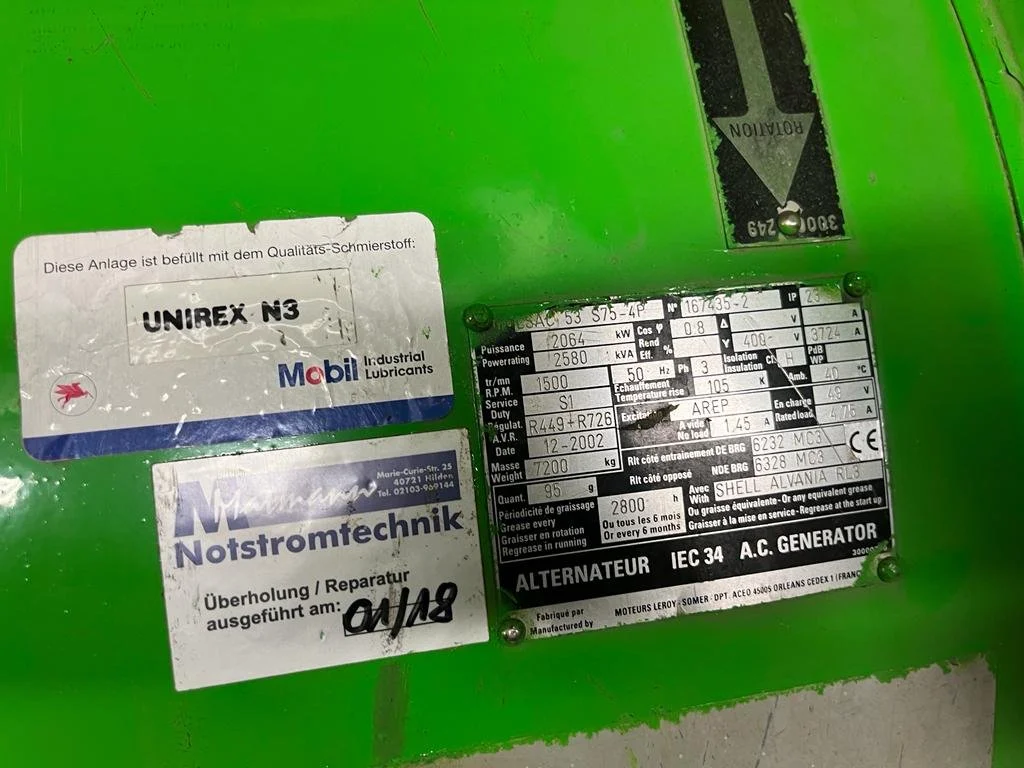 ROTATION
3000 249
Diese Anlage ist befüllt mit dem Qualitäts-Schmierstoff:
UNIREX N3
Mobil Industrial Lubricants
Marie-Curie-Str. 25
40721 Hilden
Tel. 02103-969144
Notstromtechnik
Überholung / Reparatur
ausgeführt am: 01/18
LSAC 53 S75-4P N° 167435-2 IP 23
Puissance 2064 kW Cos φ 0.8 Δ V A
Powerrating 2580 kVA Rend Eff. % Y 400 V 3724 A
tr/mn R.P.M. 1500 50 Hz Ph 3 Isolation Insulation Cl. H PdB WP
Service Duty S1 Echauffement Temperature rise 105 K Amb. 40 °C
Régulat. A.V.R. R449+R726 Excitation AREP En charge Rated load 49 V
Date 12-2002 A vide No load 1.45 A 4.75 A
Masse Weight 7200 kg Rlt côté entrainement DE BRG 6232 MC3 CE
Rlt côté opposé NDE BRG 6328 MC3
Quant. 95 g Avec With SHELL ALVANIA RL3
Périodicité de graissage 2800 h Ou graisse équivalente - Or any equivalent grease
Grease every Ou tous les 6 mois Graisser à la mise en service - Regrease at the start up
Regrease in running Or every 6 months
ALTERNATEUR IEC 34 A.C. GENERATOR
Fabriqué par MOTEURS LEROY - SOMER - DPT. ACEO 45005 ORLEANS CEDEX 1
Manufactured by